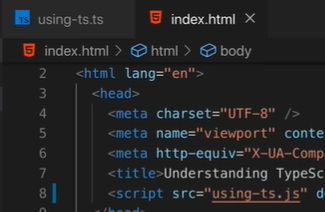 TS using-ts.ts index.html ×
index.html > html > body
2 <html lang="en">
3 <head>
4 <meta charset="UTF-8" />
5 <meta name="viewport"
6 <meta http-equiv="X-UA-Comp
7 <title>Understanding TypeSc
8 <script src="using-ts.js"